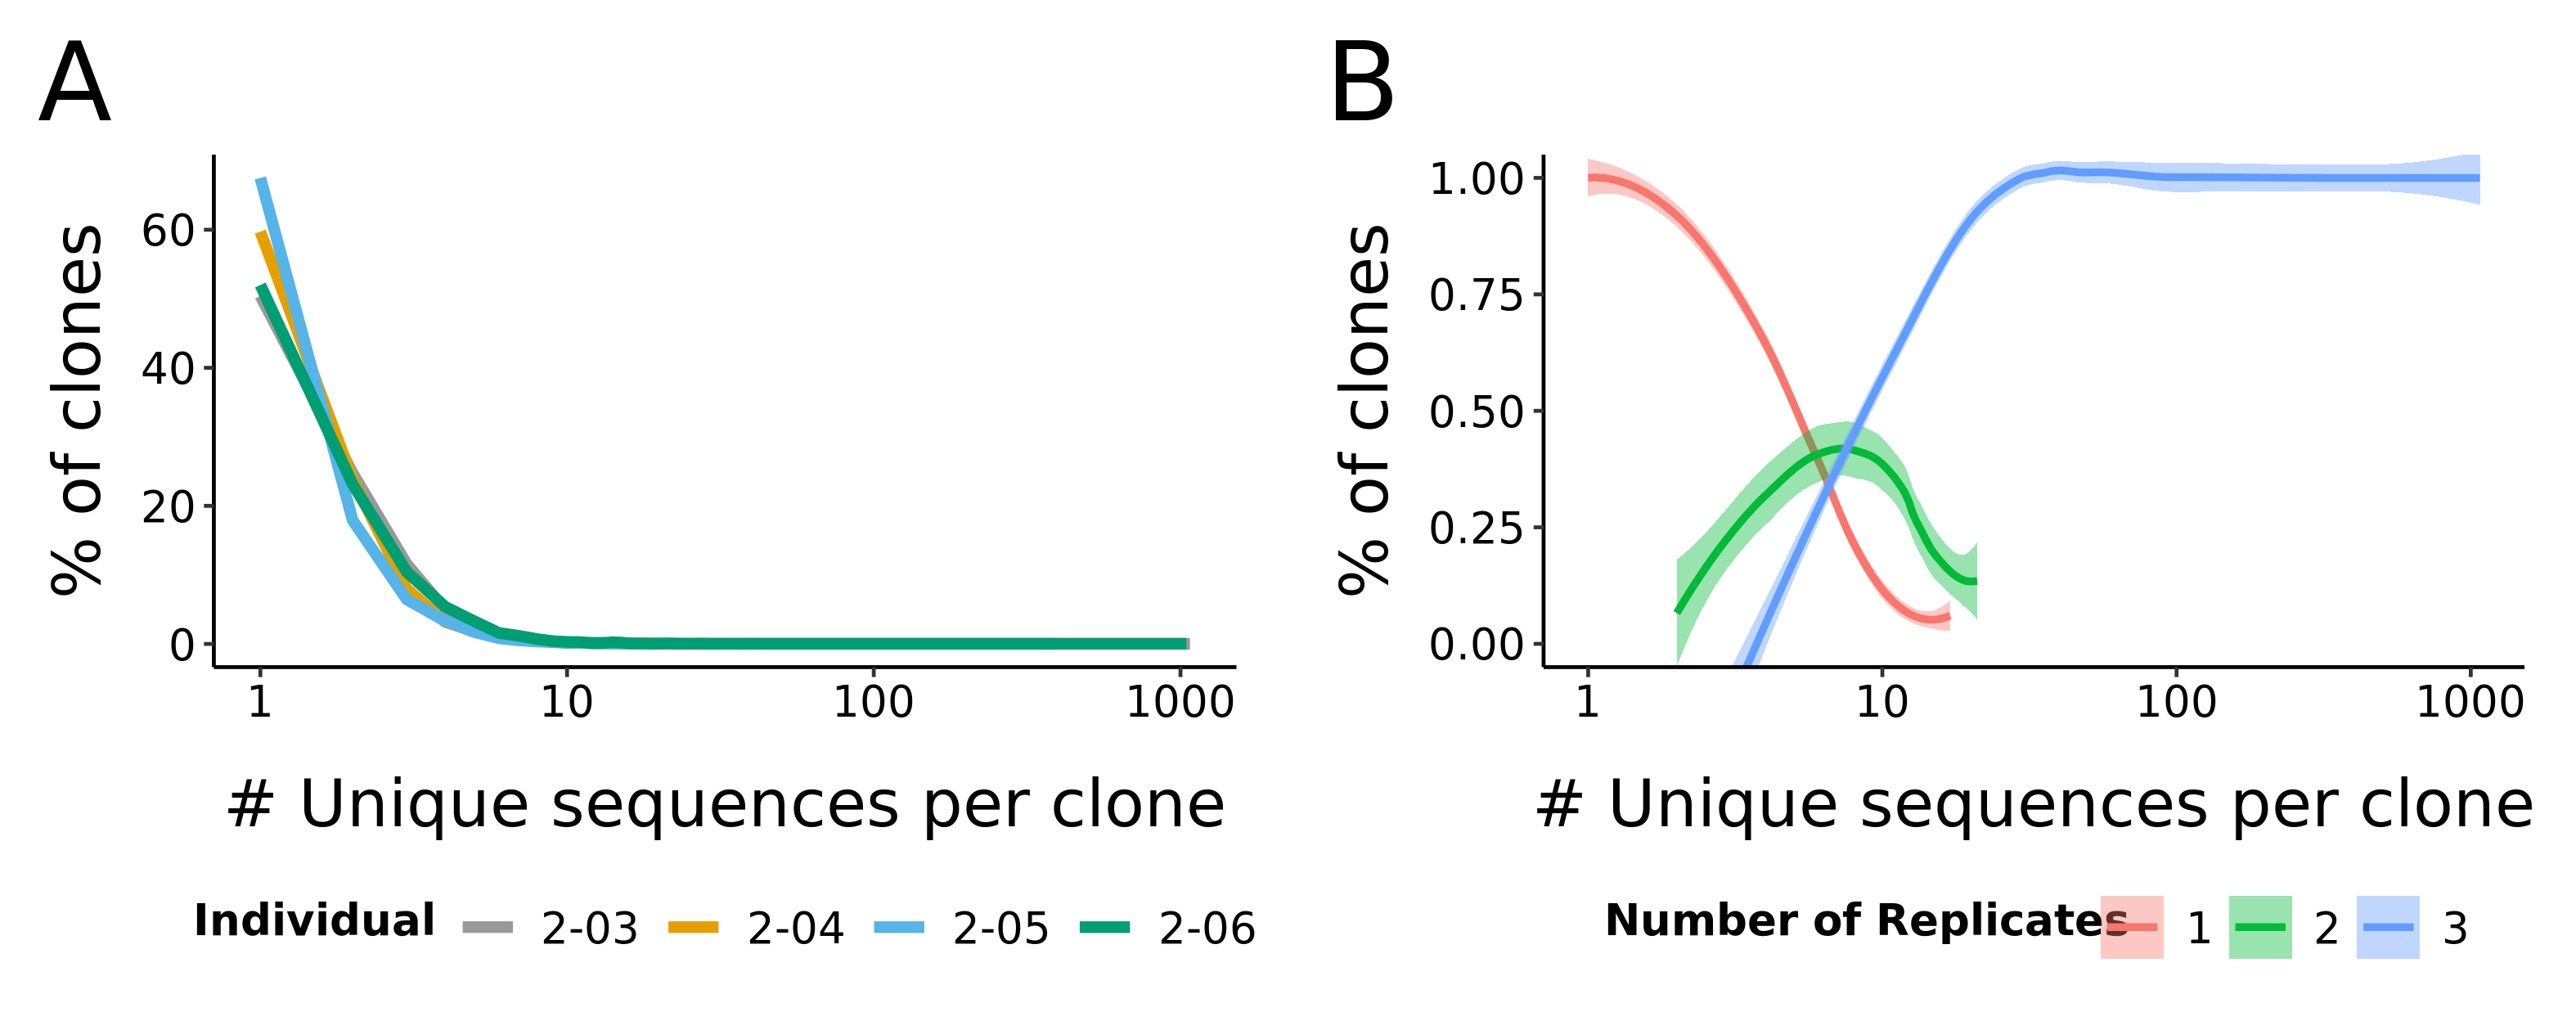 A
% of clones
60
40
20
0
1 10 100 1000
# Unique sequences per clone
Individual 2-03 2-04 2-05 2-06
B
% of clones
1.00
0.75
0.50
0.25
0.00
1 10 100 1000
# Unique sequences per clone
Number of Replicates 1 2 3